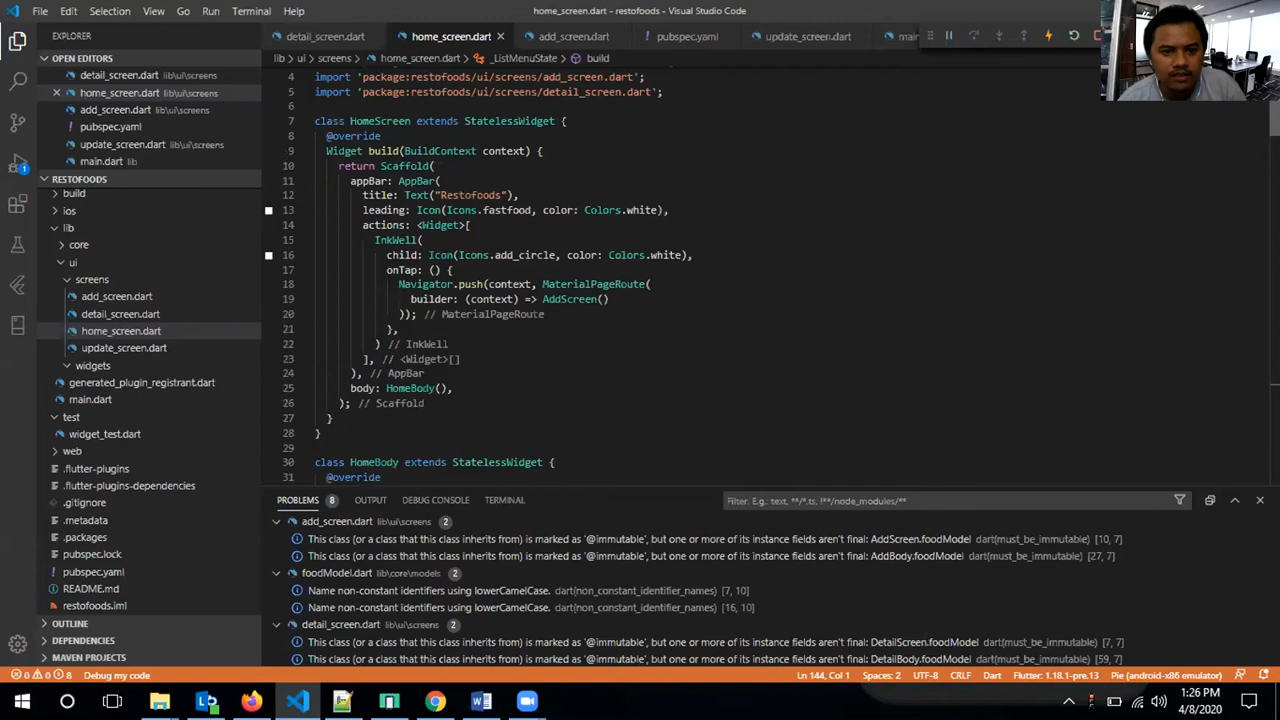 File Edit Selection View Go Run Terminal Help
home_screen.dart - restofoods - Visual Studio Code
EXPLORER
OPEN EDITORS
detail_screen.dart lib\ui\screens
home_screen.dart lib\ui\screens
add_screen.dart lib\ui\screens
pubspec.yaml
update_screen.dart lib\ui\screens
main.dart lib
RESTOFOODS
build
ios
lib
core
ui
screens
add_screen.dart
detail_screen.dart
home_screen.dart
update_screen.dart
widgets
generated_plugin_registrant.dart
main.dart
test
widget_test.dart
web
.flutter-plugins
.flutter-plugins-dependencies
.gitignore
.metadata
.packages
pubspec.lock
pubspec.yaml
README.md
restofoods.iml
OUTLINE
DEPENDENCIES
MAVEN PROJECTS
1
detail_screen.dart home_screen.dart add_screen.dart pubspec.yaml update_screen.dart main
lib > ui > screens > home_screen.dart > _ListMenuState > build
4 import 'package:restofoods/ui/screens/add_screen.dart';
5 import 'package:restofoods/ui/screens/detail_screen.dart';
6
7 class HomeScreen extends StatelessWidget {
8 @override
9 Widget build(BuildContext context) {
10 return Scaffold(
11 appBar: AppBar(
12 title: Text("Restofoods"),
13 leading: Icon(Icons.fastfood, color: Colors.white),
14 actions: <Widget>[
15 InkWell(
16 child: Icon(Icons.add_circle, color: Colors.white),
17 onTap: () {
18 Navigator.push(context, MaterialPageRoute(
19 builder: (context) => AddScreen()
20 )); // MaterialPageRoute
21 },
22 ) // InkWell
23 ], // <Widget>[]
24 ), // AppBar
25 body: HomeBody(),
26 ); // Scaffold
27 }
28 }
29
30 class HomeBody extends StatelessWidget {
31 @override
PROBLEMS 8 OUTPUT DEBUG CONSOLE TERMINAL
Filter. E.g.: text, **/*.ts, !**/node_modules/**
add_screen.dart lib\ui\screens 2
This class (or a class that this class inherits from) is marked as '@immutable', but one or more of its instance fields aren't final: AddScreen.foodModel dart(must_be_immutable) [10, 7]
This class (or a class that this class inherits from) is marked as '@immutable', but one or more of its instance fields aren't final: AddBody.foodModel dart(must_be_immutable) [27, 7]
foodModel.dart lib\core\models 2
Name non-constant identifiers using lowerCamelCase. dart(non_constant_identifier_names) [7, 10]
Name non-constant identifiers using lowerCamelCase. dart(non_constant_identifier_names) [16, 10]
detail_screen.dart lib\ui\screens 2
This class (or a class that this class inherits from) is marked as '@immutable', but one or more of its instance fields aren't final: DetailScreen.foodModel dart(must_be_immutable) [7, 7]
This class (or a class that this class inherits from) is marked as '@immutable', but one or more of its instance fields aren't final: DetailBody.foodModel dart(must_be_immutable) [59, 7]
0 0 8 Debug my code
Ln 144, Col 1 Spaces: 2 UTF-8 CRLF Dart Flutter: 1.18.1-pre.13 Pie (android-x86 emulator)
1:26 PM
4/8/2020